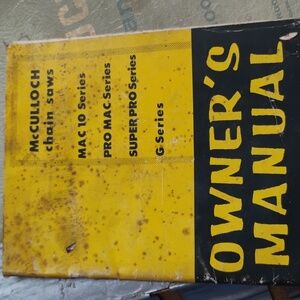 McCULLOCH
chain saws
MAC 10 Series
PRO MAC Series
SUPER PRO Series
G Series
OWNER'S
MANUAL